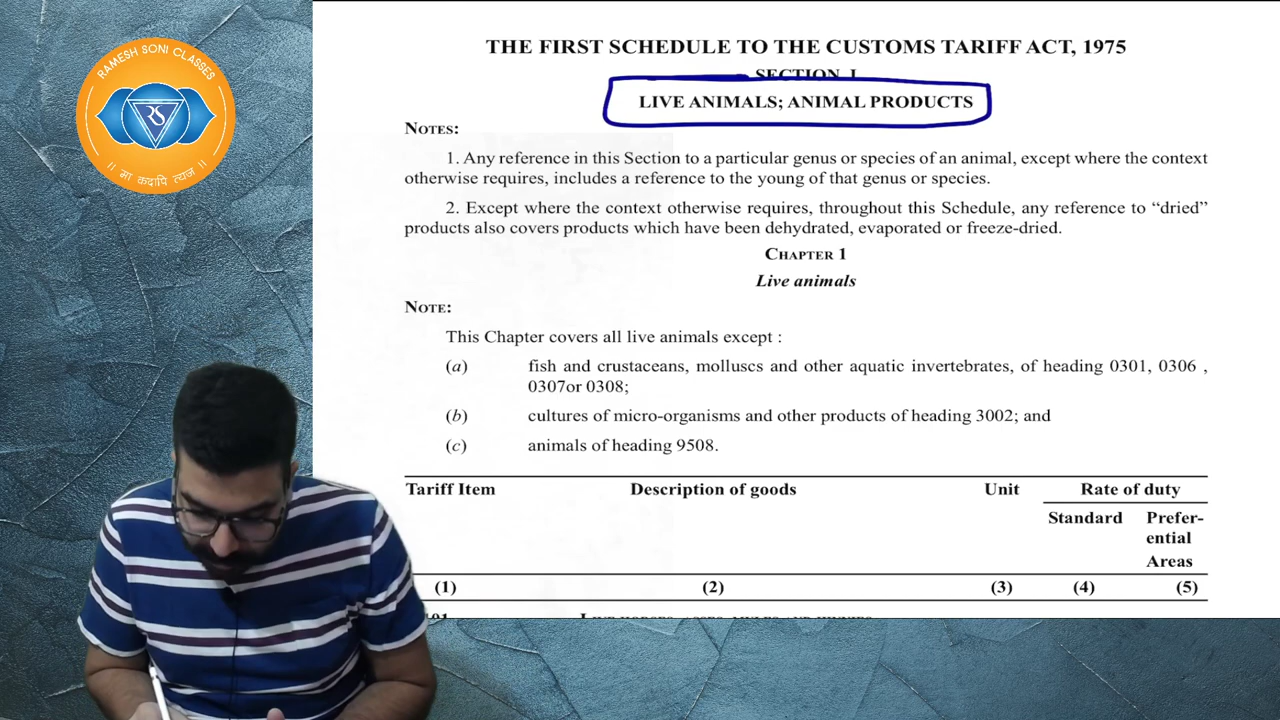 RAMESH SONI CLASSES
॥ मा कदापि त्यज ॥
THE FIRST SCHEDULE TO THE CUSTOMS TARIFF ACT, 1975
SECTION I
LIVE ANIMALS; ANIMAL PRODUCTS
NOTES:
1. Any reference in this Section to a particular genus or species of an animal, except where the context
otherwise requires, includes a reference to the young of that genus or species.
2. Except where the context otherwise requires, throughout this Schedule, any reference to “dried”
products also covers products which have been dehydrated, evaporated or freeze-dried.
CHAPTER 1
Live animals
NOTE:
This Chapter covers all live animals except :
(a) fish and crustaceans, molluscs and other aquatic invertebrates, of heading 0301, 0306 ,
0307or 0308;
(b) cultures of micro-organisms and other products of heading 3002; and
(c) animals of heading 9508.
Tariff Item Description of goods Unit Rate of duty
Standard Prefer-
ential
Areas
(1) (2) (3) (4) (5)